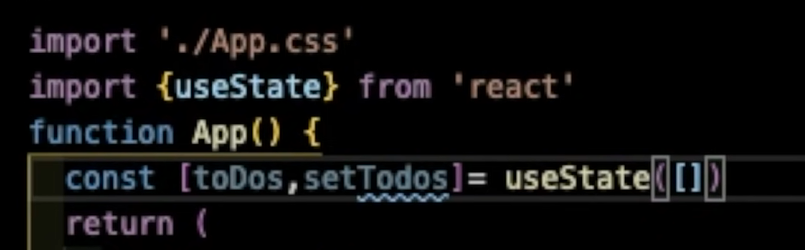 import './App.css'
import {useState} from 'react'
function App() {
const [toDos,setTodos]= useState([])
return (